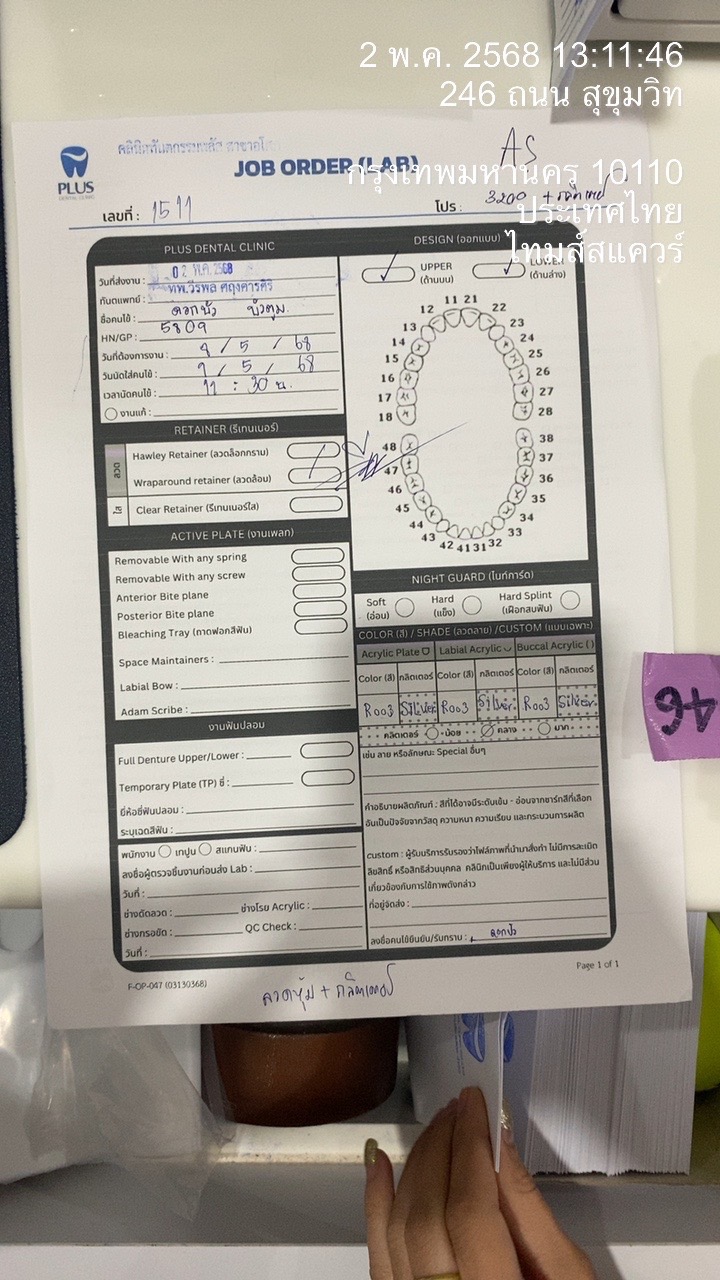 2 พ.ค. 2568 13:11:46
246 ถนน สุขุมวิท
กรุงเทพมหานคร 10110
ประเทศไทย
ไทมส์สแควร์
PLUS
DENTAL CLINIC
คลินิกทันตกรรมพลัส
JOB ORDER (LAB)
AS
เลขที่ : 1511
โปร : 3200 + กลิตเตอร์
PLUS DENTAL CLINIC
วันที่ส่งงาน : 02 พ.ค. 2568
ทันตแพทย์ : ทพ.วีรพล
ชื่อคนไข้ : ดอกบัว บัวตูม
HN/GP : 5809
วันที่ต้องการงาน : 9 / 5 / 68
วันนัดใส่คนไข้ : 9 / 5 / 68
เวลานัดคนไข้ : 11 : 30 น.
งานแก้ :
DESIGN (ออกแบบ)
UPPER
(ด้านบน)
LOWER
(ด้านล่าง)
11 21
12 22
13 23
14 24
15 25
16 26
17 27
18 28
48 38
47 37
46 36
45 35
44 34
43 33
42 41 31 32
RETAINER (รีเทนเนอร์)
ลวด
Hawley Retainer (ลวดล็อกกราม)
Wraparound retainer (ลวดล้อม)
ใส
Clear Retainer (รีเทนเนอร์ใส)
ACTIVE PLATE (งานเพลท)
Removable With any spring
Removable With any screw
Anterior Bite plane
Posterior Bite plane
Bleaching Tray (ถาดฟอกสีฟัน)
Space Maintainers :
Labial Bow :
Adam Scribe :
งานฟันปลอม
Full Denture Upper/Lower :
Temporary Plate (TP) ซี่ :
ยี่ห้อซี่ฟันปลอม :
ระบุเฉดสีฟัน :
พนักงาน เทปูน สแกนฟัน :
ลงชื่อผู้ตรวจชิ้นงานก่อนส่ง Lab :
วันที่ :
ช่างดัดลวด : ช่างโรย Acrylic :
ช่างกรอขัด : QC Check :
วันที่ :
NIGHT GUARD (ไนท์การ์ด)
Soft
(อ่อน)
Hard
(แข็ง)
Hard Splint
(เฝือกสบฟัน)
COLOR (สี) / SHADE (ลวดลาย) /CUSTOM (แบบเฉพาะ)
Acrylic Plate Labial Acrylic Buccal Acrylic ( )
Color (สี) กลิตเตอร์ Color (สี) กลิตเตอร์ Color (สี) กลิตเตอร์
R003 Silver R003 Silver R003 Silver
กลิตเตอร์ น้อย กลาง มาก
เช่น ลาย หรือลักษณะ Special อื่นๆ
คำอธิบายผลิตภัณฑ์ : สีที่ได้อาจมีระดับเข้ม - อ่อนจากชาร์ทสีที่เลือก
อันเป็นปัจจัยจากวัสดุ ความหนา ความเรียบ และกระบวนการผลิต
custom : ผู้รับบริการรับรองว่าไฟล์ภาพที่นำมาสั่งทำ ไม่มีการละเมิด
ลิขสิทธิ์ หรือสิทธิส่วนบุคคล คลินิกเป็นเพียงผู้ให้บริการ และไม่มีส่วน
เกี่ยวข้องกับการใช้ภาพดังกล่าว
ที่อยู่จัดส่ง :
ลงชื่อคนไข้ยืนยัน/รับทราบ : ดอกบัว
F-OP-047 (03130368)
Page 1 of 1
ลวดหุ้ม + กลิตเตอร์
46